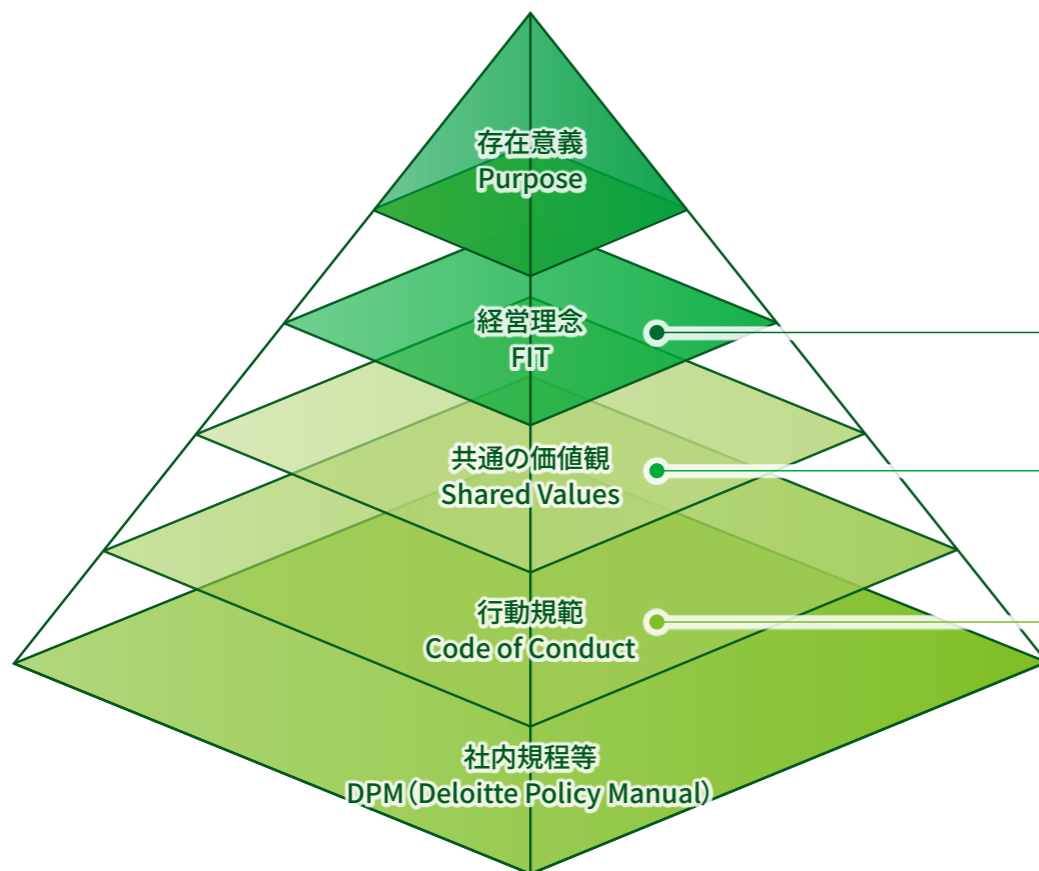 存在意義
Purpose
経営理念
FIT
共通の価値観
Shared Values
行動規範
Code of Conduct
社内規程等
DPM（Deloitte Policy Manual）